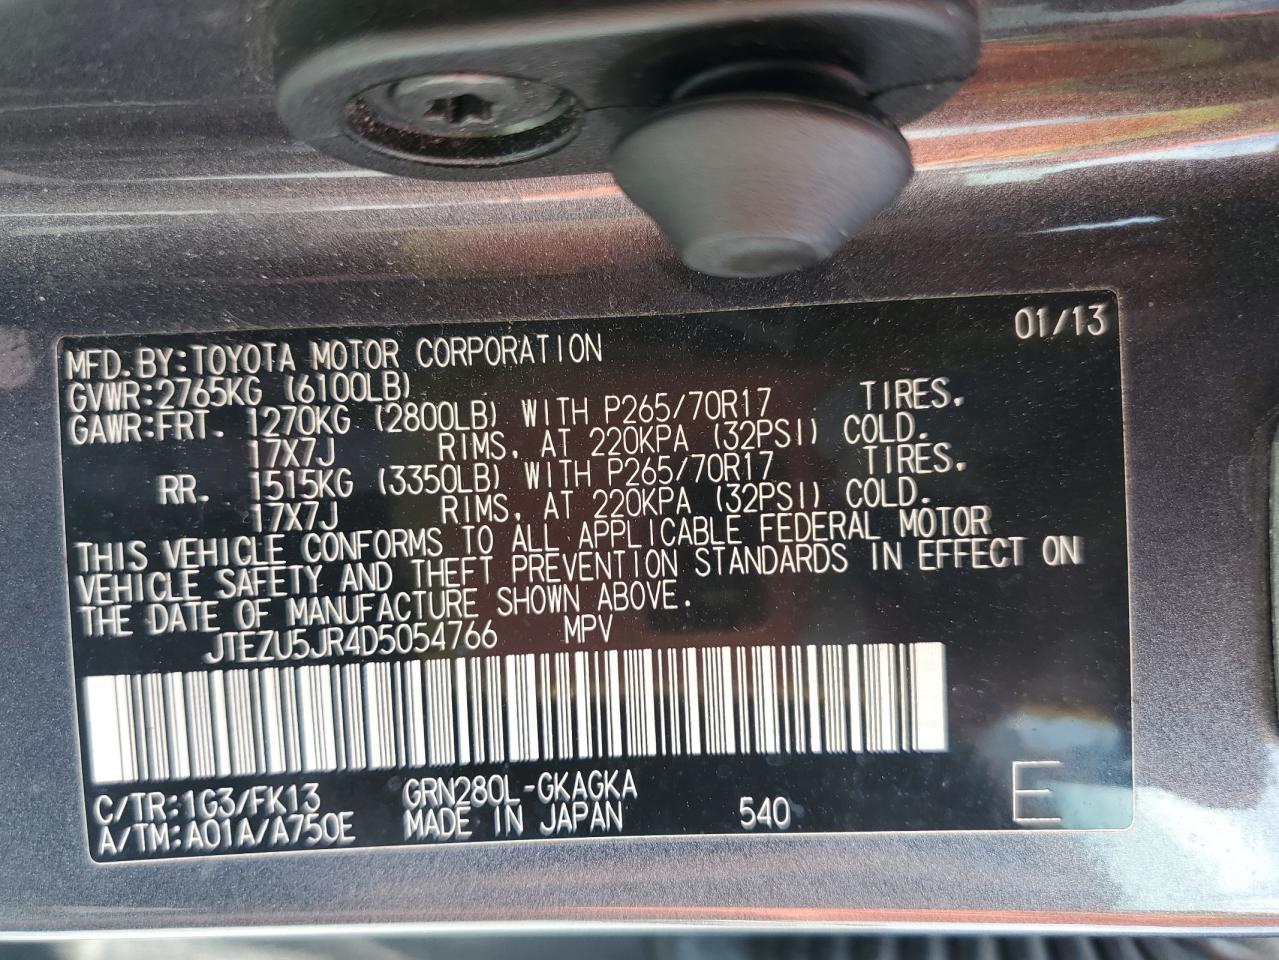 01/13
MFD.BY:TOYOTA MOTOR CORPORATION
GVWR:2765KG (6100LB)
GAWR:FRT. 1270KG (2800LB) WITH P265/70R17 TIRES.
17X7J RIMS, AT 220KPA (32PSI) COLD.
RR. 1515KG (3350LB) WITH P265/70R17 TIRES.
17X7J RIMS, AT 220KPA (32PSI) COLD.
THIS VEHICLE CONFORMS TO ALL APPLICABLE FEDERAL MOTOR
VEHICLE SAFETY AND THEFT PREVENTION STANDARDS IN EFFECT ON
THE DATE OF MANUFACTURE SHOWN ABOVE.
JTEZU5JR4D5054766 MPV
C/TR:1G3/FK13 GRN280L-GKAGKA
A/TM:A01A/A750E MADE IN JAPAN 540 E